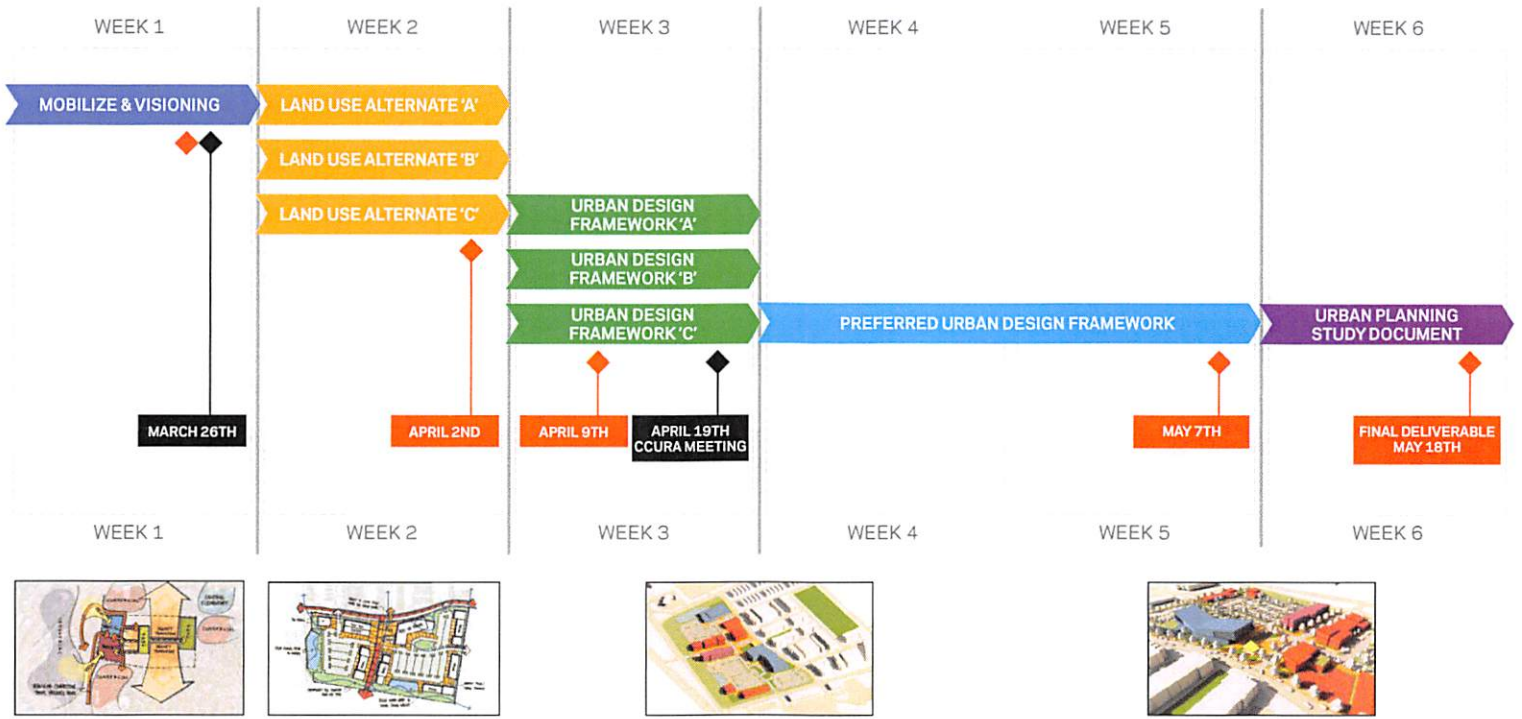 WEEK 1
WEEK 2
WEEK 3
WEEK 4
WEEK 5
WEEK 6
MOBILIZE & VISIONING
LAND USE ALTERNATE 'A'
LAND USE ALTERNATE 'B'
LAND USE ALTERNATE 'C'
URBAN DESIGN
FRAMEWORK 'A'
URBAN DESIGN
FRAMEWORK 'B'
URBAN DESIGN
FRAMEWORK 'C'
PREFERRED URBAN DESIGN FRAMEWORK
URBAN PLANNING
STUDY DOCUMENT
MARCH 26TH
APRIL 2ND
APRIL 9TH
APRIL 19TH
CCURA MEETING
MAY 7TH
FINAL DELIVERABLE
MAY 18TH
WEEK 1
WEEK 2
WEEK 3
WEEK 4
WEEK 5
WEEK 6